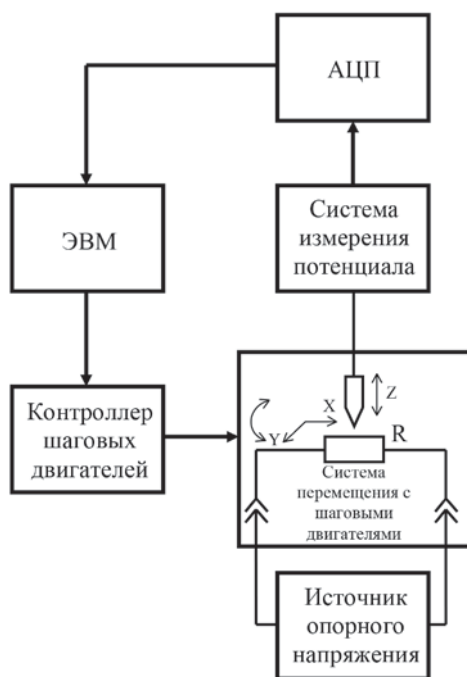 АЦП
ЭВМ
Система
измерения
потенциала
Контроллер
шаговых
двигателей
Z
X
Y
R
Система
перемещения с
шаговыми
двигателями
Источник
опорного
напряжения